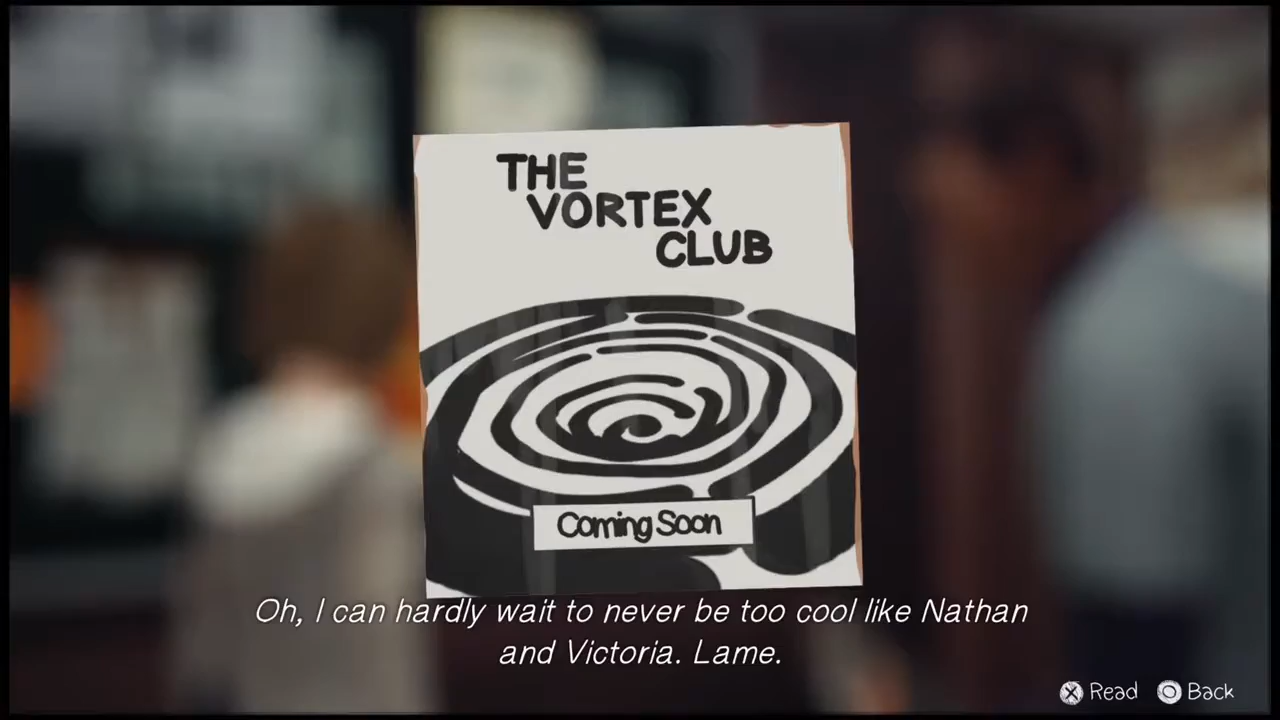 THE
VORTEX
CLUB
Coming Soon
Oh, I can hardly wait to never be too cool like Nathan
and Victoria. Lame.
Read Back